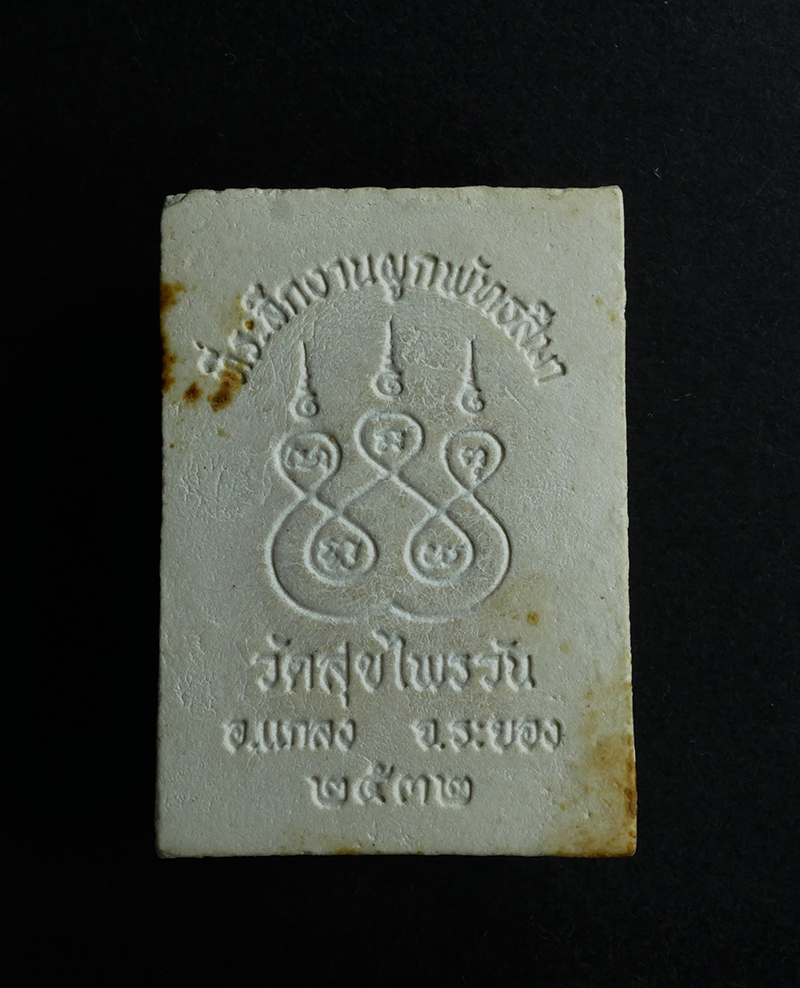 ที่ระลึกงานผูกพัทธสีมา
วัดสุขไพรวัน
อ.แกลง จ.ระยอง
๒๕๓๒